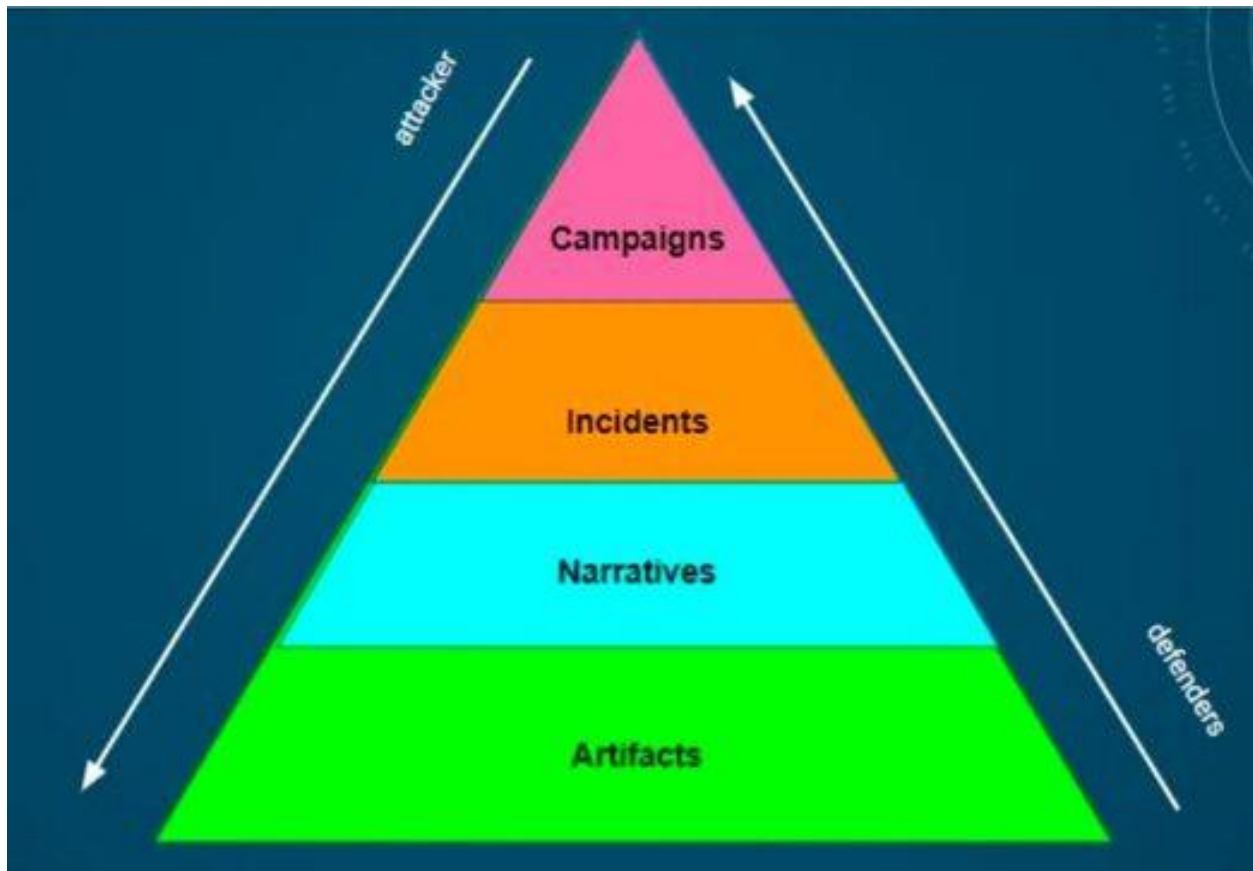 attacker
Campaigns
Incidents
Narratives
defenders
Artifacts